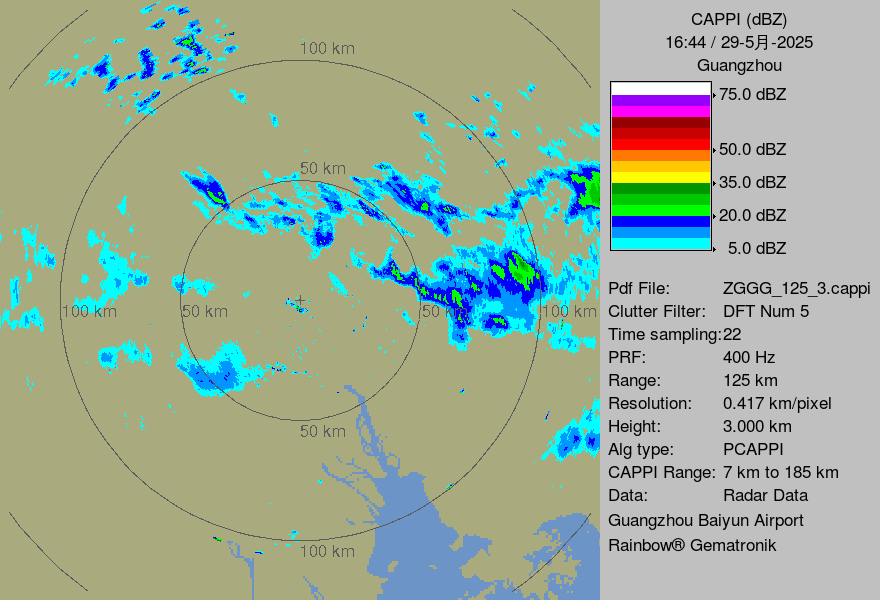 100 km
50 km
100 km
50 km
50 km
100 km
50 km
100 km
CAPPI (dBZ)
16:44 / 29-5月-2025
Guangzhou
75.0 dBZ
50.0 dBZ
35.0 dBZ
20.0 dBZ
5.0 dBZ
Pdf File: ZGGG_125_3.cappi
Clutter Filter: DFT Num 5
Time sampling:22
PRF: 400 Hz
Range: 125 km
Resolution: 0.417 km/pixel
Height: 3.000 km
Alg type: PCAPPI
CAPPI Range: 7 km to 185 km
Data: Radar Data
Guangzhou Baiyun Airport
Rainbow® Gematronik